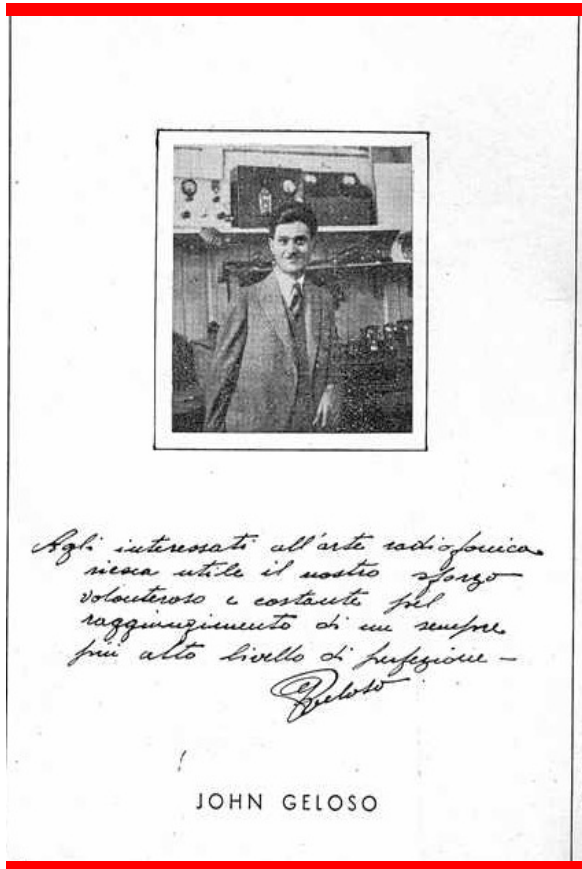 Agli interessati all'arte radiofonica
riesca utile il nostro sforzo
volonteroso e costante pel
raggiungimento di un sempre
più alto livello di perfezione –
Geloso
JOHN GELOSO